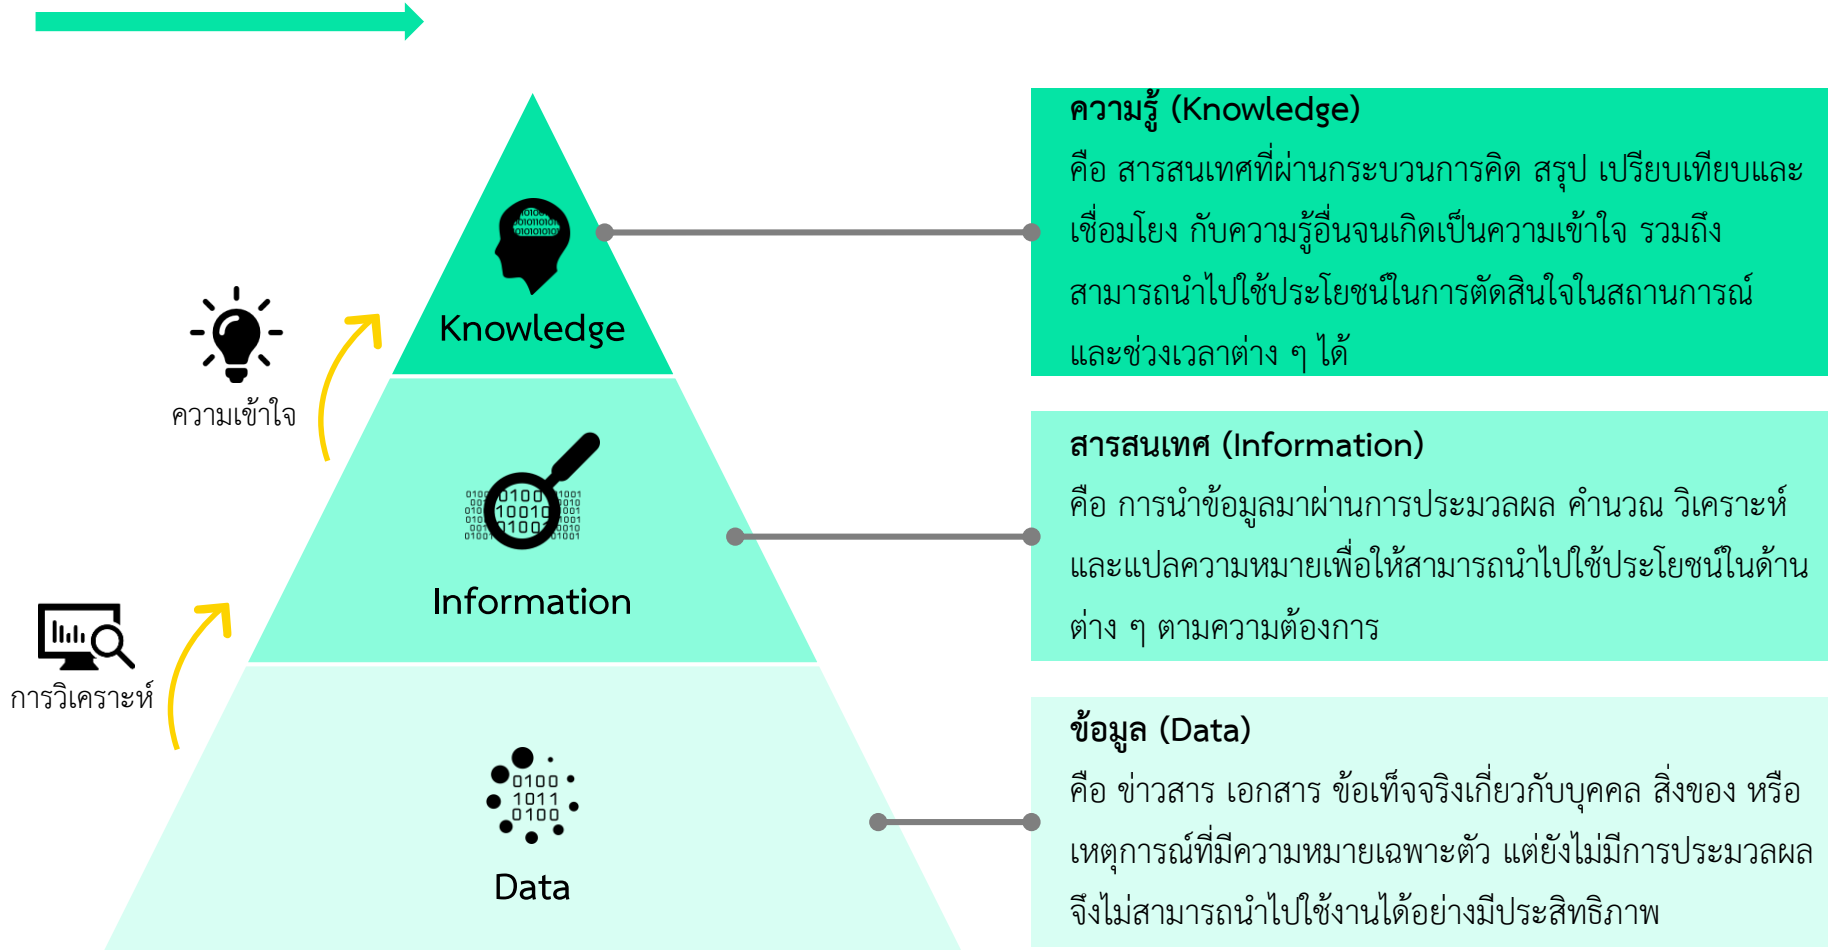 ความรู้ (Knowledge)
คือ สารสนเทศที่ผ่านกระบวนการคิด สรุป เปรียบเทียบและ
เชื่อมโยง กับความรู้อื่นจนเกิดเป็นความเข้าใจ รวมถึง
สามารถนำไปใช้ประโยชน์ในการตัดสินใจในสถานการณ์
และช่วงเวลาต่าง ๆ ได้
Knowledge
ความเข้าใจ
สารสนเทศ (Information)
คือ การนำข้อมูลมาผ่านการประมวลผล คำนวณ วิเคราะห์
และแปลความหมายเพื่อให้สามารถนำไปใช้ประโยชน์ในด้าน
ต่าง ๆ ตามความต้องการ
Information
การวิเคราะห์
ข้อมูล (Data)
คือ ข่าวสาร เอกสาร ข้อเท็จจริงเกี่ยวกับบุคคล สิ่งของ หรือ
เหตุการณ์ที่มีความหมายเฉพาะตัว แต่ยังไม่มีการประมวลผล
จึงไม่สามารถนำไปใช้งานได้อย่างมีประสิทธิภาพ
0100
1011
0100
Data